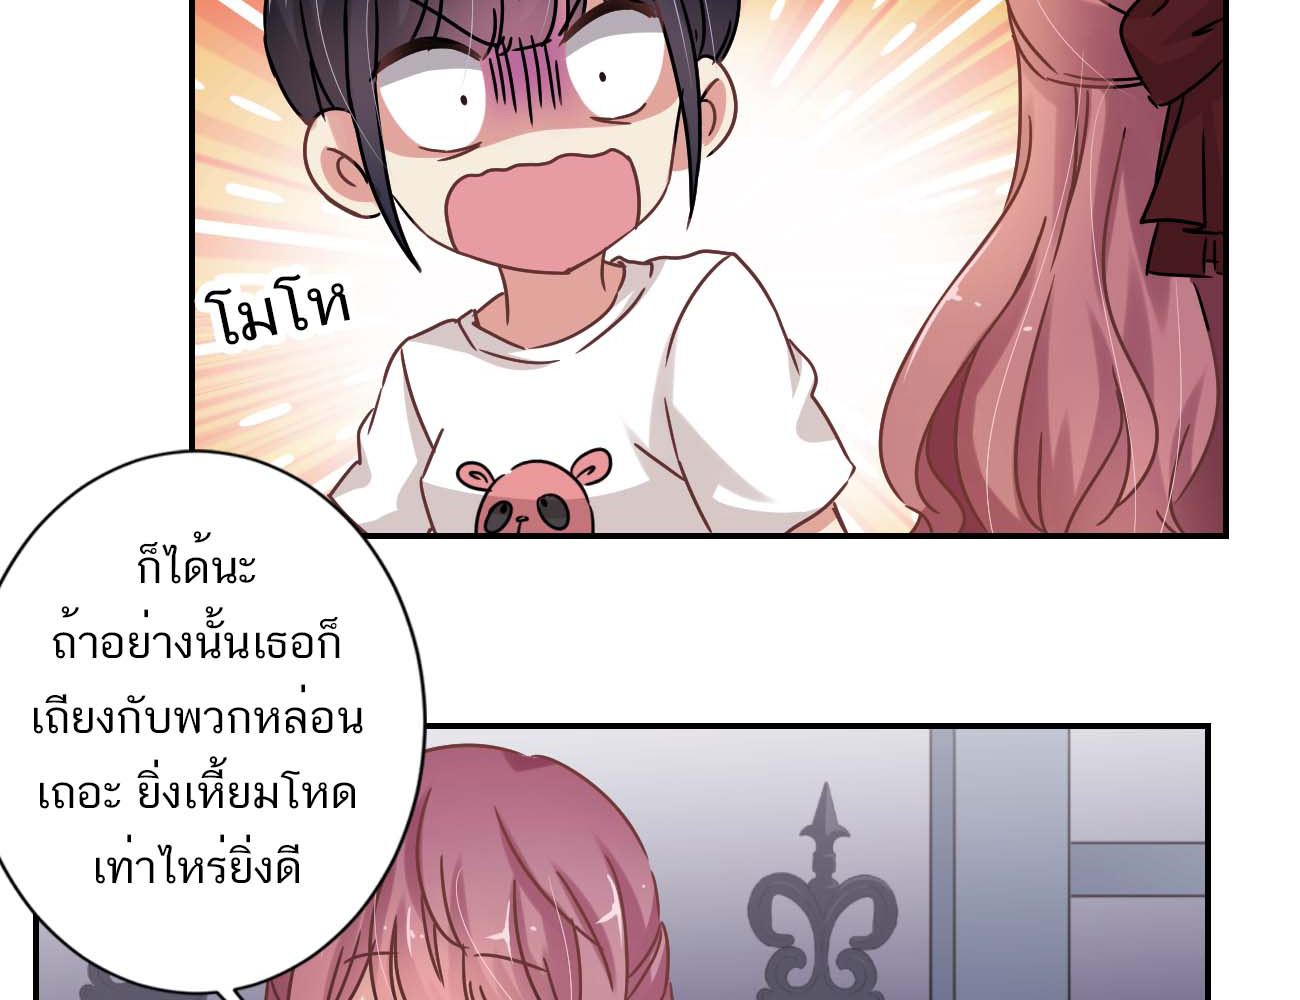 โมโห
ก็ได้นะ
ถ้าอย่างนั้นเธอก็
เถียงกับพวกหล่อน
เถอะ ยิ่งเหี้ยมโหด
เท่าไหร่ยิ่งดี